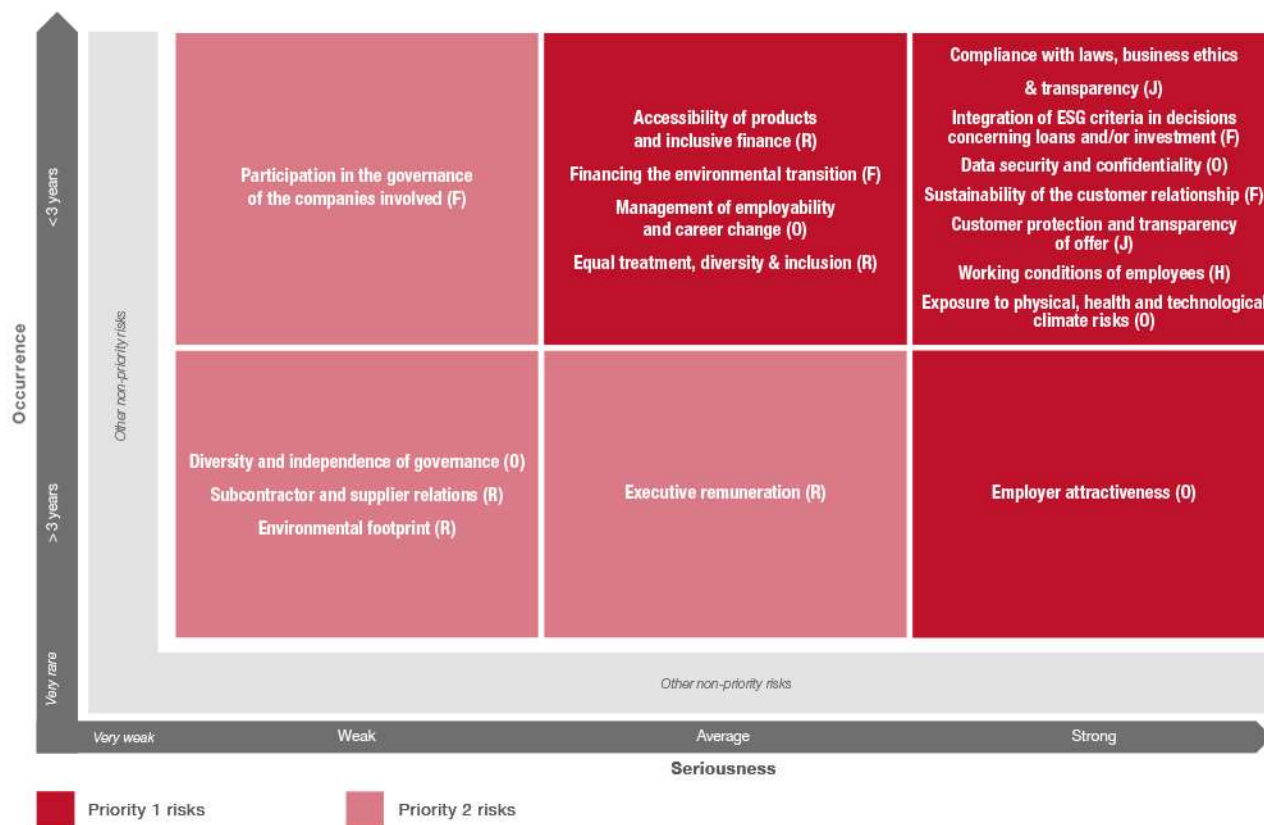 Occurrence
<3 years
>3 years
Very rare
Other non-priority risks
Participation in the governance
of the companies involved (F)
Accessibility of products
and inclusive finance (R)
Financing the environmental transition (F)
Management of employability
and career change (O)
Equal treatment, diversity & inclusion (R)
Compliance with laws, business ethics
& transparency (J)
Integration of ESG criteria in decisions
concerning loans and/or investment (F)
Data security and confidentiality (O)
Sustainability of the customer relationship (F)
Customer protection and transparency
of offer (J)
Working conditions of employees (H)
Exposure to physical, health and technological
climate risks (O)
Diversity and independence of governance (O)
Subcontractor and supplier relations (R)
Environmental footprint (R)
Executive remuneration (R)
Employer attractiveness (O)
Other non-priority risks
Very weak
Weak
Average
Strong
Seriousness
Priority 1 risks
Priority 2 risks